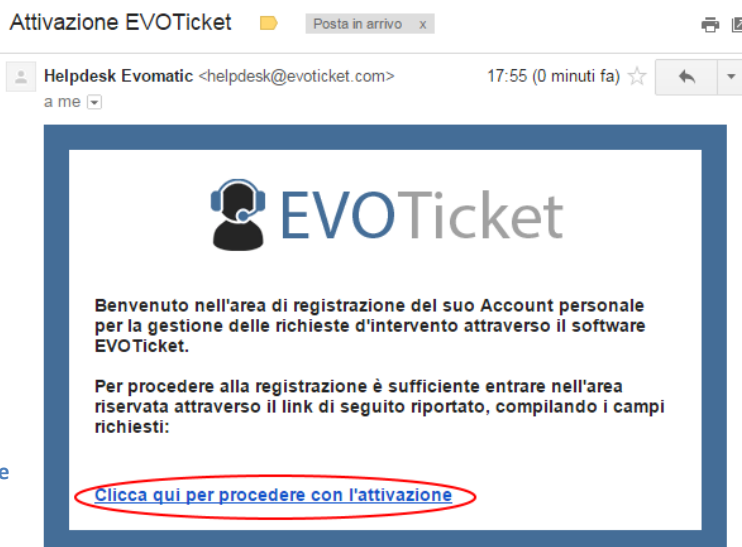 Attivazione EVOTicket
Posta in arrivo x
Helpdesk Evomatic <helpdesk@evoticket.com>
17:55 (0 minuti fa)
a me
EVOTicket
Benvenuto nell'area di registrazione del suo Account personale
per la gestione delle richieste d'intervento attraverso il software
EVOTicket.
Per procedere alla registrazione è sufficiente entrare nell'area
riservata attraverso il link di seguito riportato, compilando i campi
richiesti:
e
Clicca qui per procedere con l'attivazione